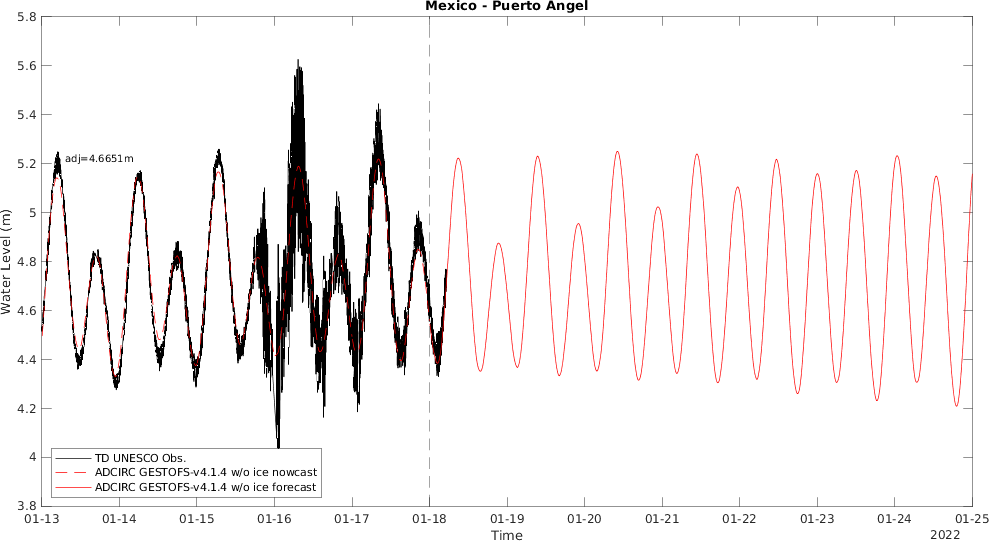 Mexico - Puerto Angel
5.8
5.6
5.4
5.2
5
4.8
4.6
4.4
4.2
4
3.8
Water Level (m)
adj=4.6651m
TD UNESCO Obs.
ADCIRC GESTOFS-v4.1.4 w/o ice nowcast
ADCIRC GESTOFS-v4.1.4 w/o ice forecast
01-13 01-14 01-15 01-16 01-17 01-18 01-19 01-20 01-21 01-22 01-23 01-24 01-25
Time
2022